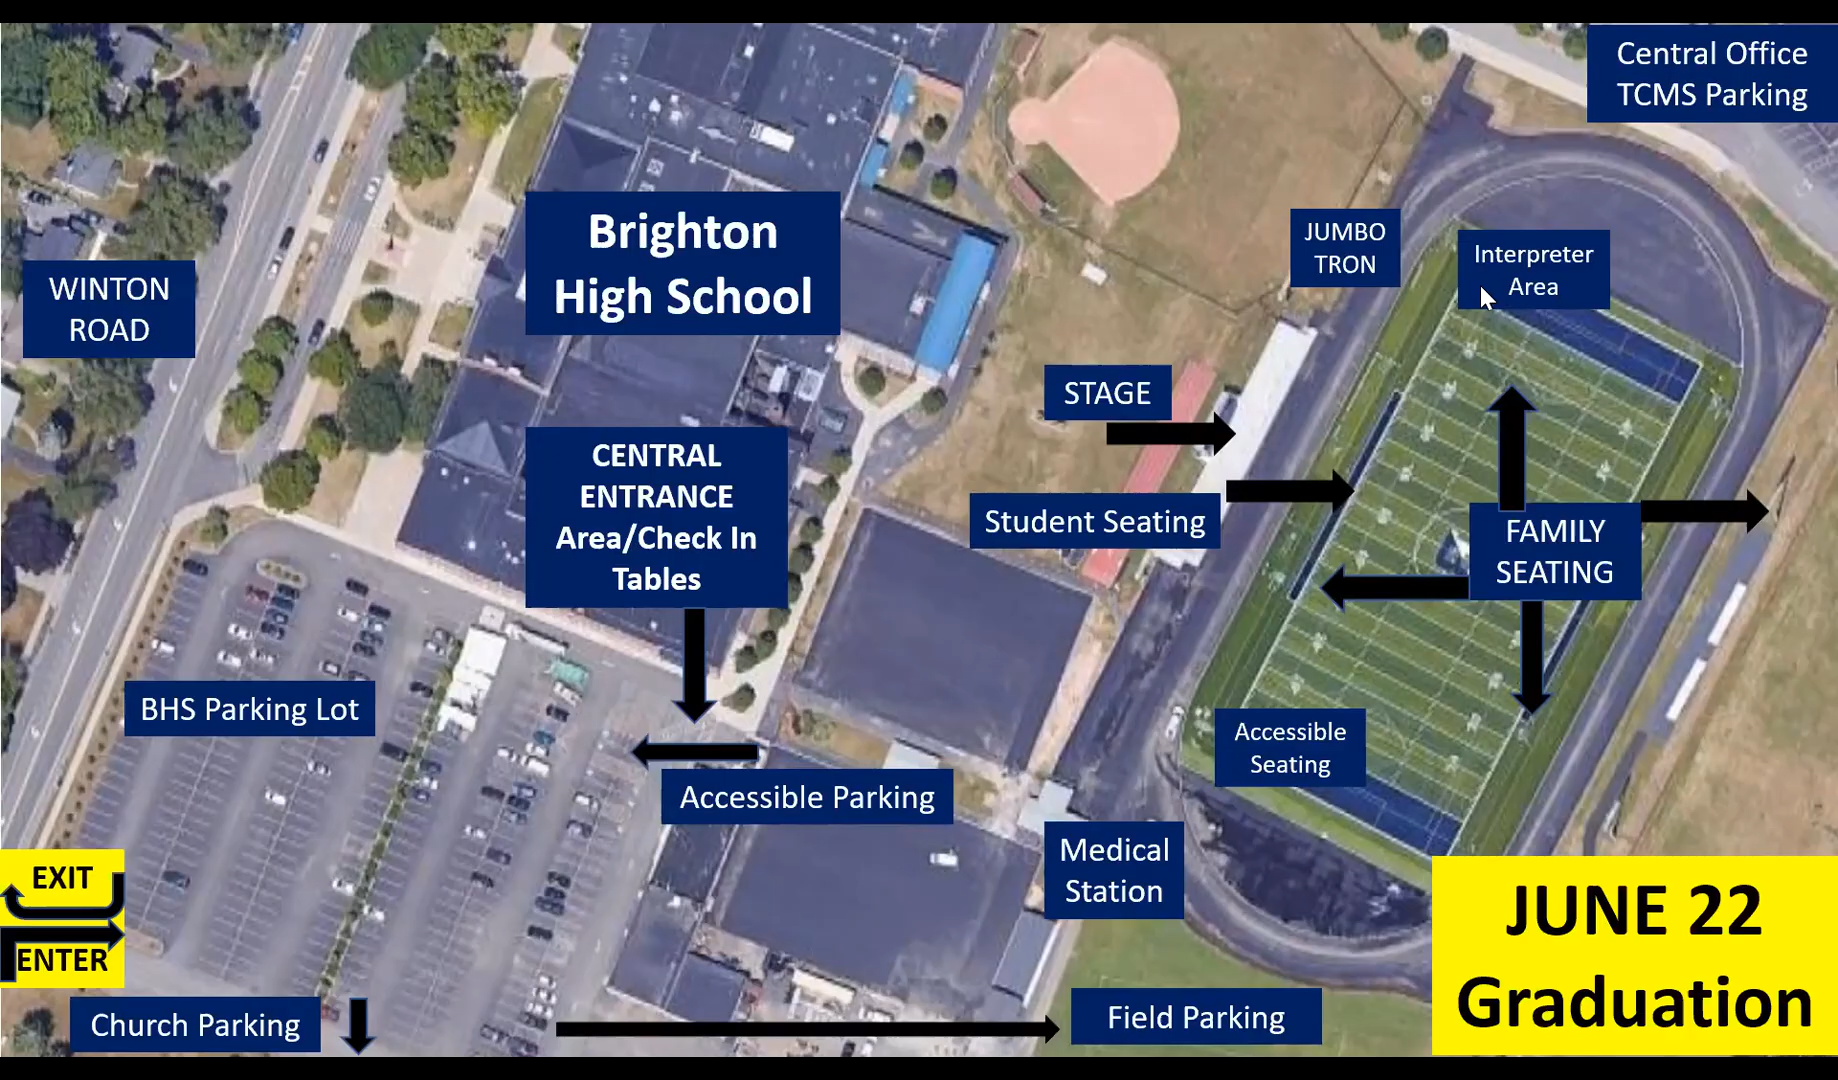 Central Office
TCMS Parking
Brighton
High School
JUMBO
TRON
Interpreter
Area
WINTON
ROAD
STAGE
CENTRAL
ENTRANCE
Area/Check In
Tables
Student Seating
FAMILY
SEATING
BHS Parking Lot
Accessible
Seating
Accessible Parking
Medical
Station
EXIT
ENTER
JUNE 22
Graduation
Church Parking
Field Parking